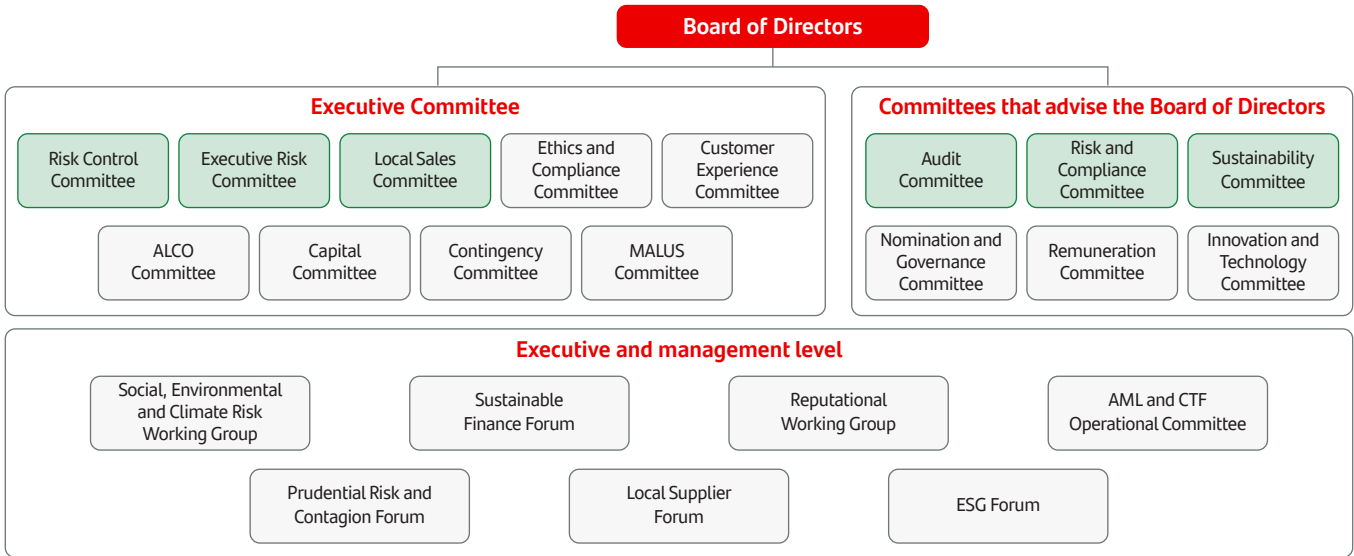 Board of Directors
Executive Committee
Risk Control
Committee
Executive Risk
Committee
Local Sales
Committee
Ethics and
Compliance
Committee
Customer
Experience
Committee
ALCO
Committee
Capital
Committee
Contingency
Committee
MALUS
Committee
Committees that advise the Board of Directors
Audit
Committee
Risk and
Compliance
Committee
Sustainability
Committee
Nomination and
Governance
Committee
Remuneration
Committee
Innovation and
Technology
Committee
Executive and management level
Social, Environmental
and Climate Risk
Working Group
Sustainable
Finance Forum
Reputational
Working Group
AML and CTF
Operational Committee
Prudential Risk and
Contagion Forum
Local Supplier
Forum
ESG Forum